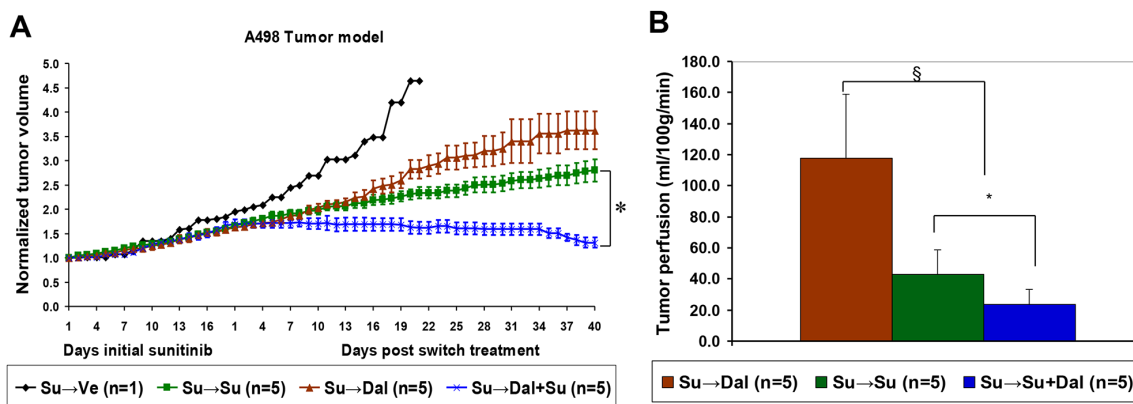 A
A498 Tumor model
Normalized tumor volume
5.0
4.5
4.0
3.5
3.0
2.5
2.0
1.5
1.0
0.5
0.0
*
1 4 7 10 13 16 1 4 7 10 13 16 19 22 25 28 31 34 37 40
Days initial sunitinib Days post switch treatment
Su→Ve (n=1) Su→Su (n=5) Su→Dal (n=5) Su→Dal+Su (n=5)
B
Tumor perfusion (ml/100g/min)
180.0
160.0
140.0
120.0
100.0
80.0
60.0
40.0
20.0
0.0
§
*
Su→Dal (n=5) Su→Su (n=5) Su→Su+Dal (n=5)